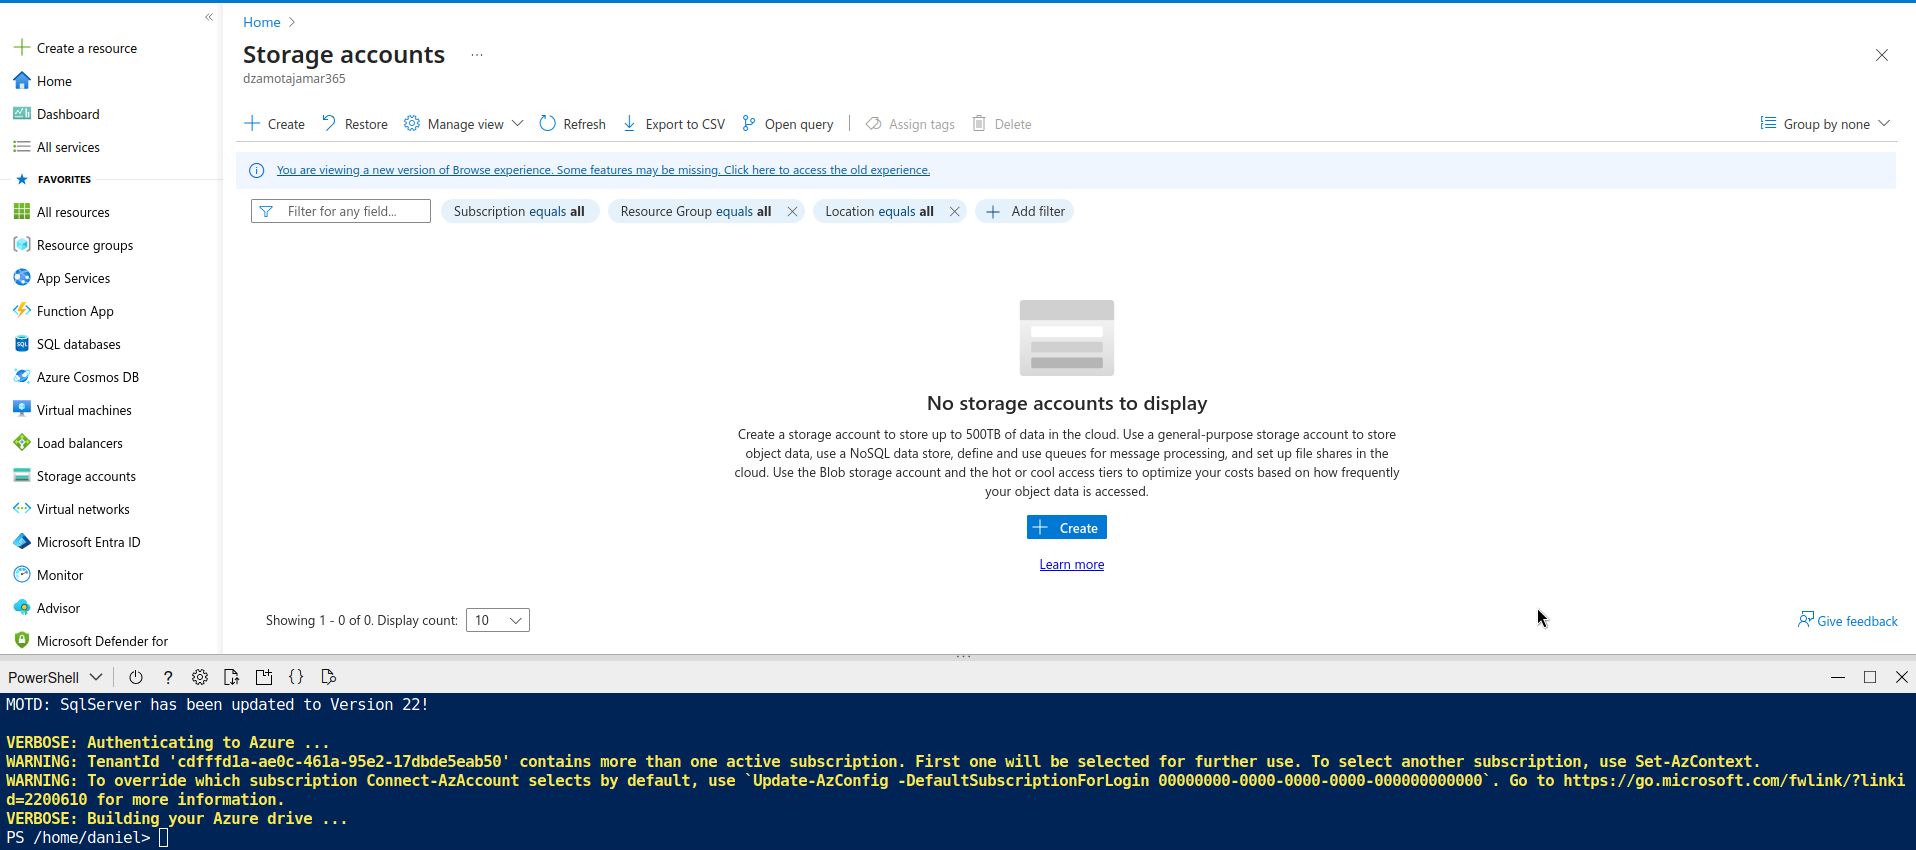 Create a resource
Home
Dashboard
All services
FAVORITES
All resources
Resource groups
App Services
Function App
SQL databases
SQL
Azure Cosmos DB
Virtual machines
Load balancers
Storage accounts
Virtual networks
Microsoft Entra ID
Monitor
Advisor
Microsoft Defender for
Home
Storage accounts ...
dzamotajamar365
Create Restore Manage view Refresh Export to CSV Open query Assign tags Delete Group by none
You are viewing a new version of Browse experience. Some features may be missing. Click here to access the old experience.
Filter for any field... Subscription equals all Resource Group equals all Location equals all Add filter
No storage accounts to display
Create a storage account to store up to 500TB of data in the cloud. Use a general-purpose storage account to store
object data, use a NoSQL data store, define and use queues for message processing, and set up file shares in the
cloud. Use the Blob storage account and the hot or cool access tiers to optimize your costs based on how frequently
your object data is accessed.
Create
Learn more
Showing 1 - 0 of 0. Display count: 10
Give feedback
PowerShell ? {}
MOTD: SqlServer has been updated to Version 22!
VERBOSE: Authenticating to Azure ...
WARNING: TenantId 'cdfffd1a-ae0c-461a-95e2-17dbde5eab50' contains more than one active subscription. First one will be selected for further use. To select another subscription, use Set-AzContext.
WARNING: To override which subscription Connect-AzAccount selects by default, use `Update-AzConfig -DefaultSubscriptionForLogin 00000000-0000-0000-0000-000000000000`. Go to https://go.microsoft.com/fwlink/?linki
d=2200610 for more information.
VERBOSE: Building your Azure drive ...
PS /home/daniel>